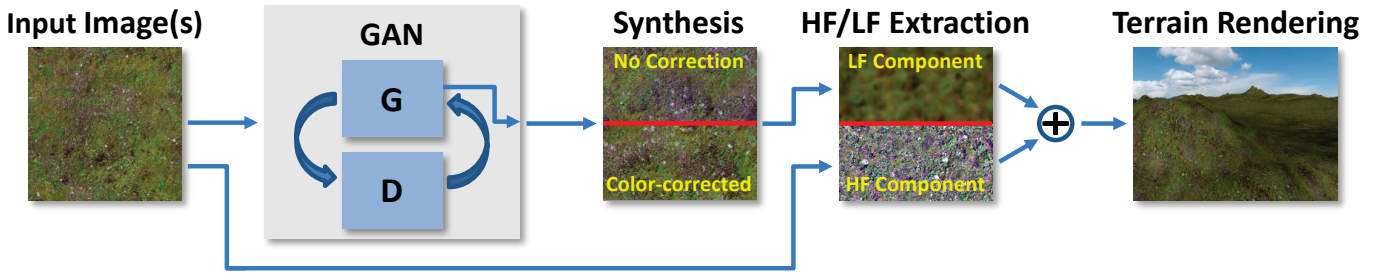 Input Image(s)
GAN
G
D
Synthesis
No Correction
Color-corrected
HF/LF Extraction
LF Component
HF Component
Terrain Rendering